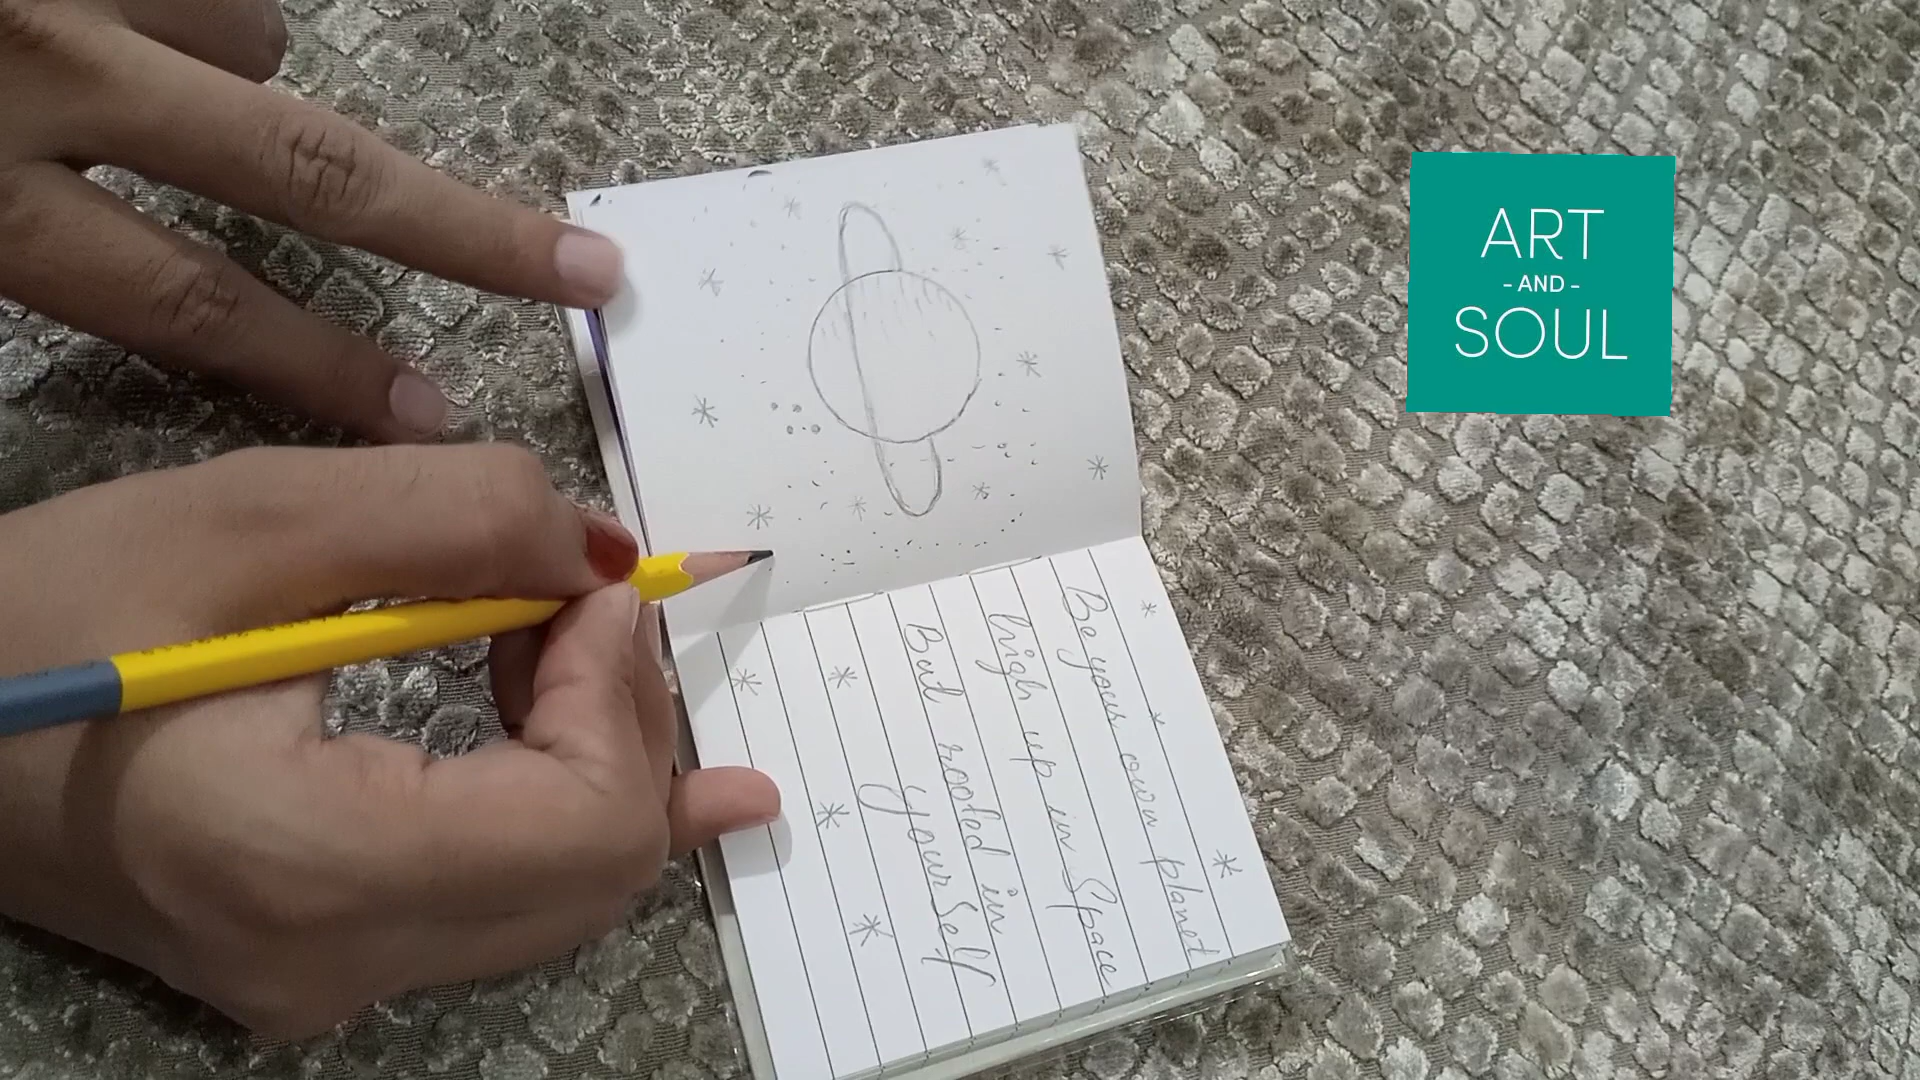 Be your own planet
high up in Space
But rooted in
yourself
ART
- AND -
SOUL